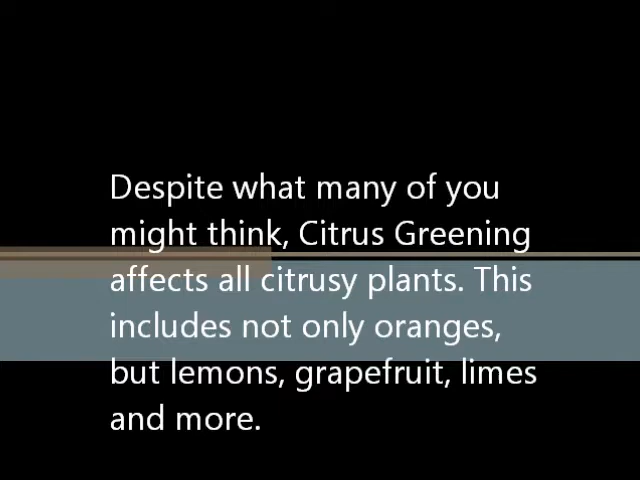 Despite what many of you
might think, Citrus Greening
affects all citrusy plants. This
includes not only oranges,
but lemons, grapefruit, limes
and more.